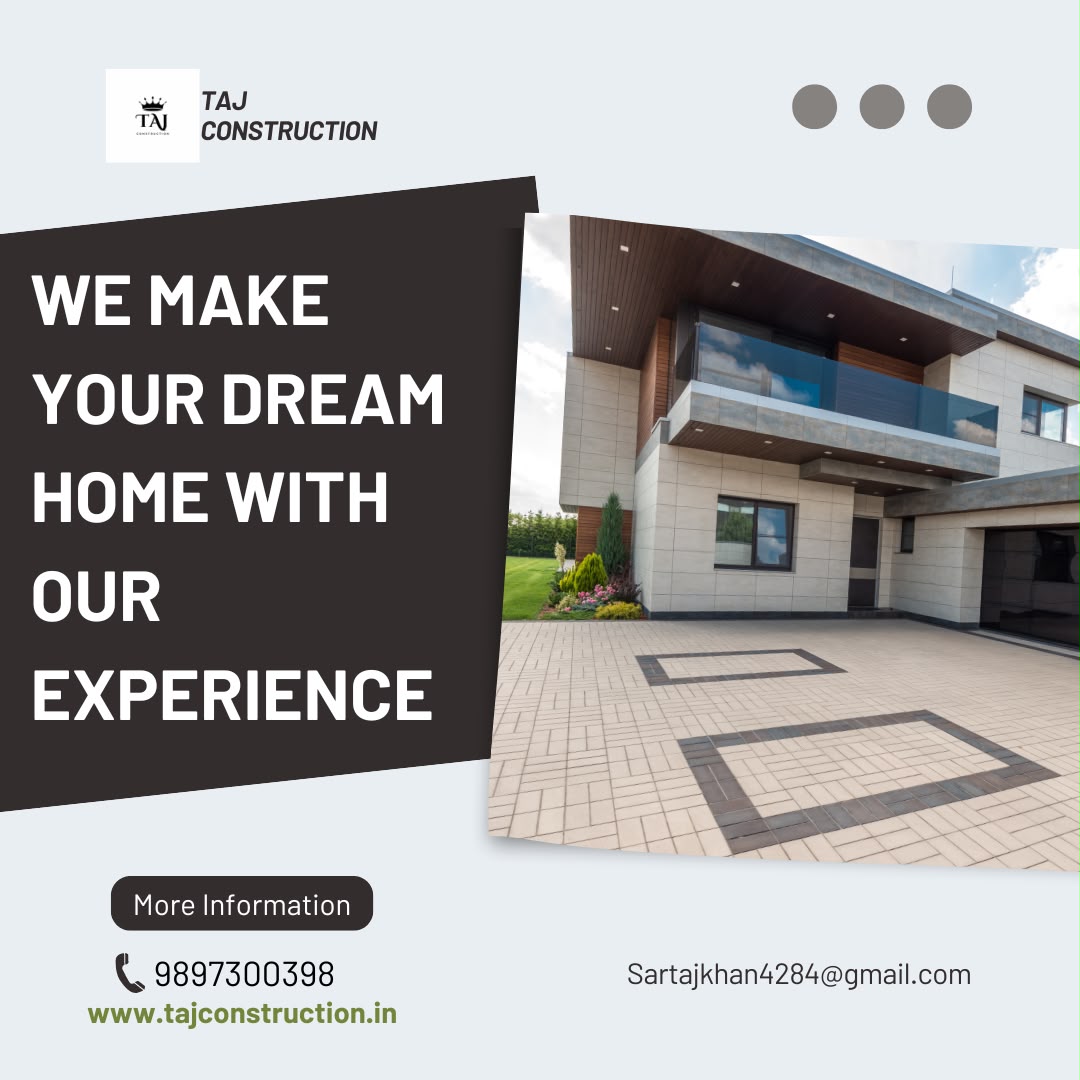 TAJ
CONSTRUCTION
TAJ
CONSTRUCTION
WE MAKE
YOUR DREAM
HOME WITH
OUR
EXPERIENCE
More Information
9897300398
Sartajkhan4284@gmail.com
www.tajconstruction.in